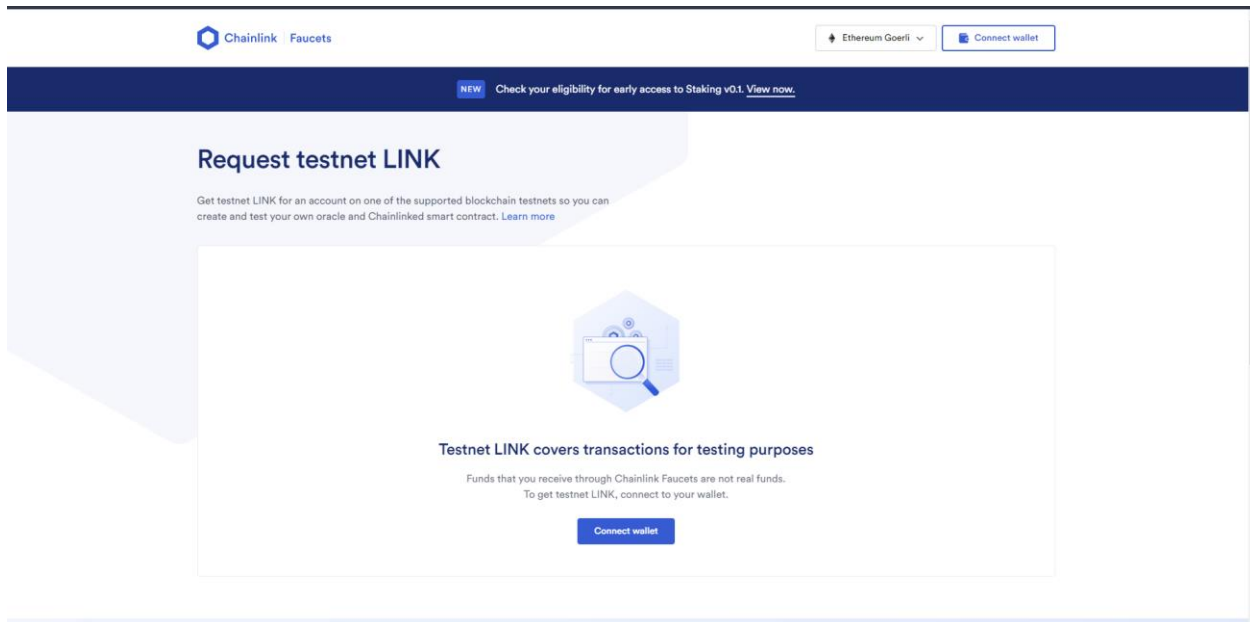 Chainlink Faucets
Ethereum Goerli
Connect wallet
NEW Check your eligibility for early access to Staking v0.1. View now.
Request testnet LINK
Get testnet LINK for an account on one of the supported blockchain testnets so you can
create and test your own oracle and Chainlinked smart contract. Learn more
Testnet LINK covers transactions for testing purposes
Funds that you receive through Chainlink Faucets are not real funds.
To get testnet LINK, connect to your wallet.
Connect wallet